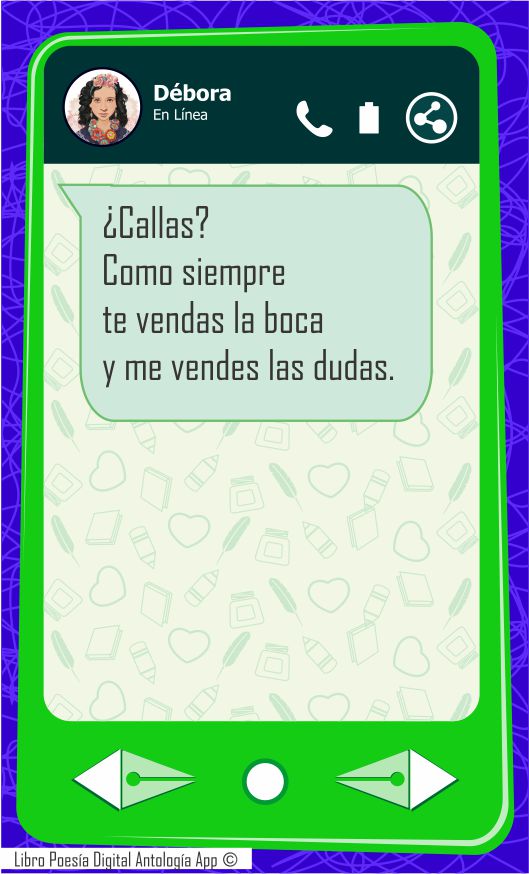 Débora
En Línea
¿Callas?
Como siempre
te vendas la boca
y me vendes las dudas.
Libro Poesía Digital Antología App ©